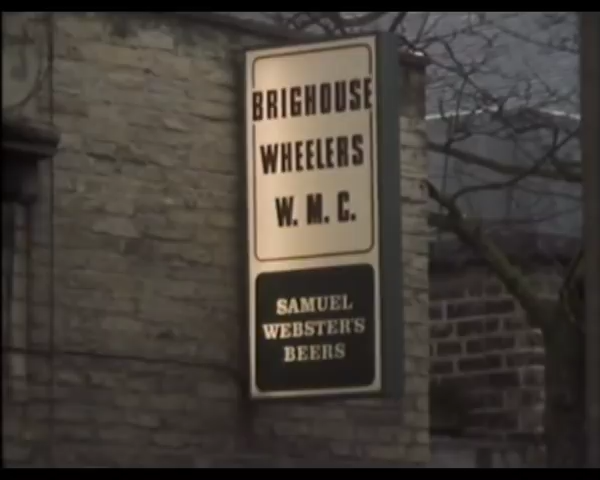 BRIGHOUSE
WHEELERS
W. M. C.
SAMUEL
WEBSTER'S
BEERS